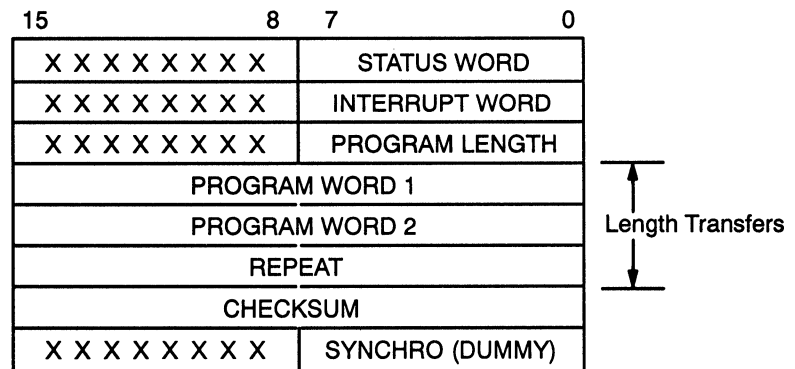 15 8 7 0
X X X X X X X X STATUS WORD
X X X X X X X X INTERRUPT WORD
X X X X X X X X PROGRAM LENGTH
PROGRAM WORD 1
PROGRAM WORD 2
Length Transfers
REPEAT
CHECKSUM
X X X X X X X X SYNCHRO (DUMMY)